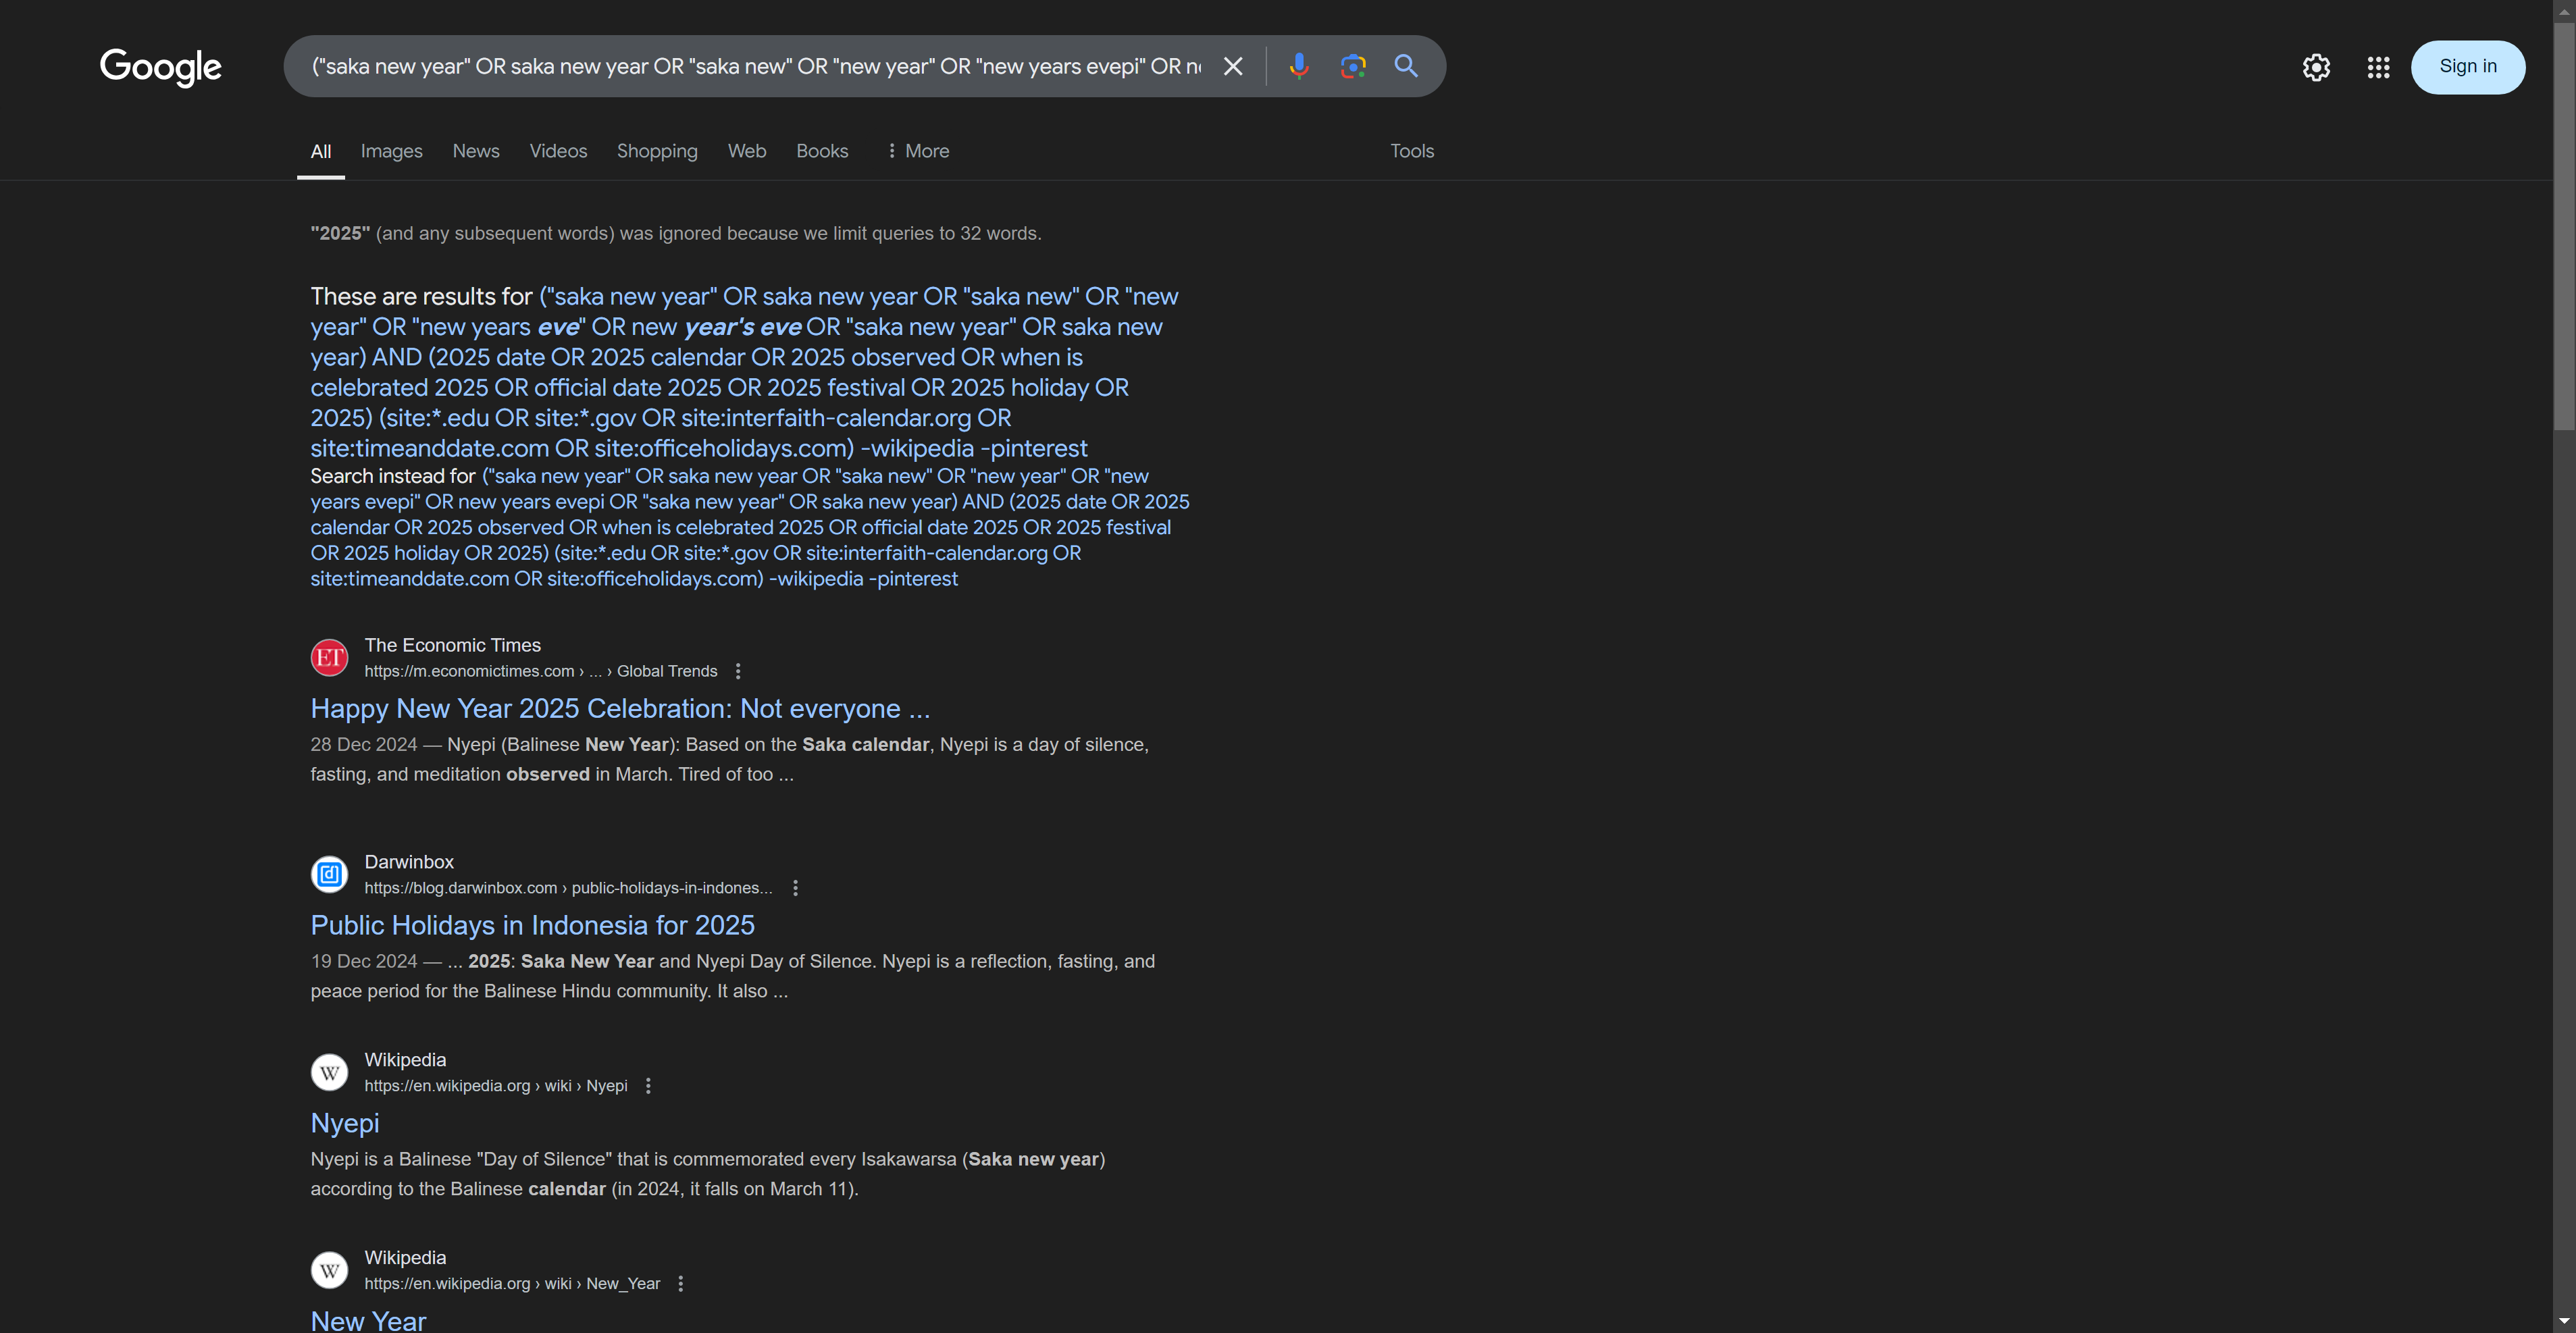 Google
("saka new year" OR saka new year OR "saka new" OR "new year" OR "new years evepi" OR n
Sign in
All Images News Videos Shopping Web Books More Tools
"2025" (and any subsequent words) was ignored because we limit queries to 32 words.
These are results for ("saka new year" OR saka new year OR "saka new" OR "new
year" OR "new years eve" OR new year's eve OR "saka new year" OR saka new
year) AND (2025 date OR 2025 calendar OR 2025 observed OR when is
celebrated 2025 OR official date 2025 OR 2025 festival OR 2025 holiday OR
2025) (site:*.edu OR site:*.gov OR site:interfaith-calendar.org OR
site:timeanddate.com OR site:officeholidays.com) -wikipedia -pinterest
Search instead for ("saka new year" OR saka new year OR "saka new" OR "new year" OR "new
years evepi" OR new years evepi OR "saka new year" OR saka new year) AND (2025 date OR 2025
calendar OR 2025 observed OR when is celebrated 2025 OR official date 2025 OR 2025 festival
OR 2025 holiday OR 2025) (site:*.edu OR site:*.gov OR site:interfaith-calendar.org OR
site:timeanddate.com OR site:officeholidays.com) -wikipedia -pinterest
ET
The Economic Times
https://m.economictimes.com › ... › Global Trends
Happy New Year 2025 Celebration: Not everyone ...
28 Dec 2024 — Nyepi (Balinese New Year): Based on the Saka calendar, Nyepi is a day of silence,
fasting, and meditation observed in March. Tired of too ...
d
Darwinbox
https://blog.darwinbox.com › public-holidays-in-indones...
Public Holidays in Indonesia for 2025
19 Dec 2024 — ... 2025: Saka New Year and Nyepi Day of Silence. Nyepi is a reflection, fasting, and
peace period for the Balinese Hindu community. It also ...
W
Wikipedia
https://en.wikipedia.org › wiki › Nyepi
Nyepi
Nyepi is a Balinese "Day of Silence" that is commemorated every Isakawarsa (Saka new year)
according to the Balinese calendar (in 2024, it falls on March 11).
W
Wikipedia
https://en.wikipedia.org › wiki › New_Year
New Year